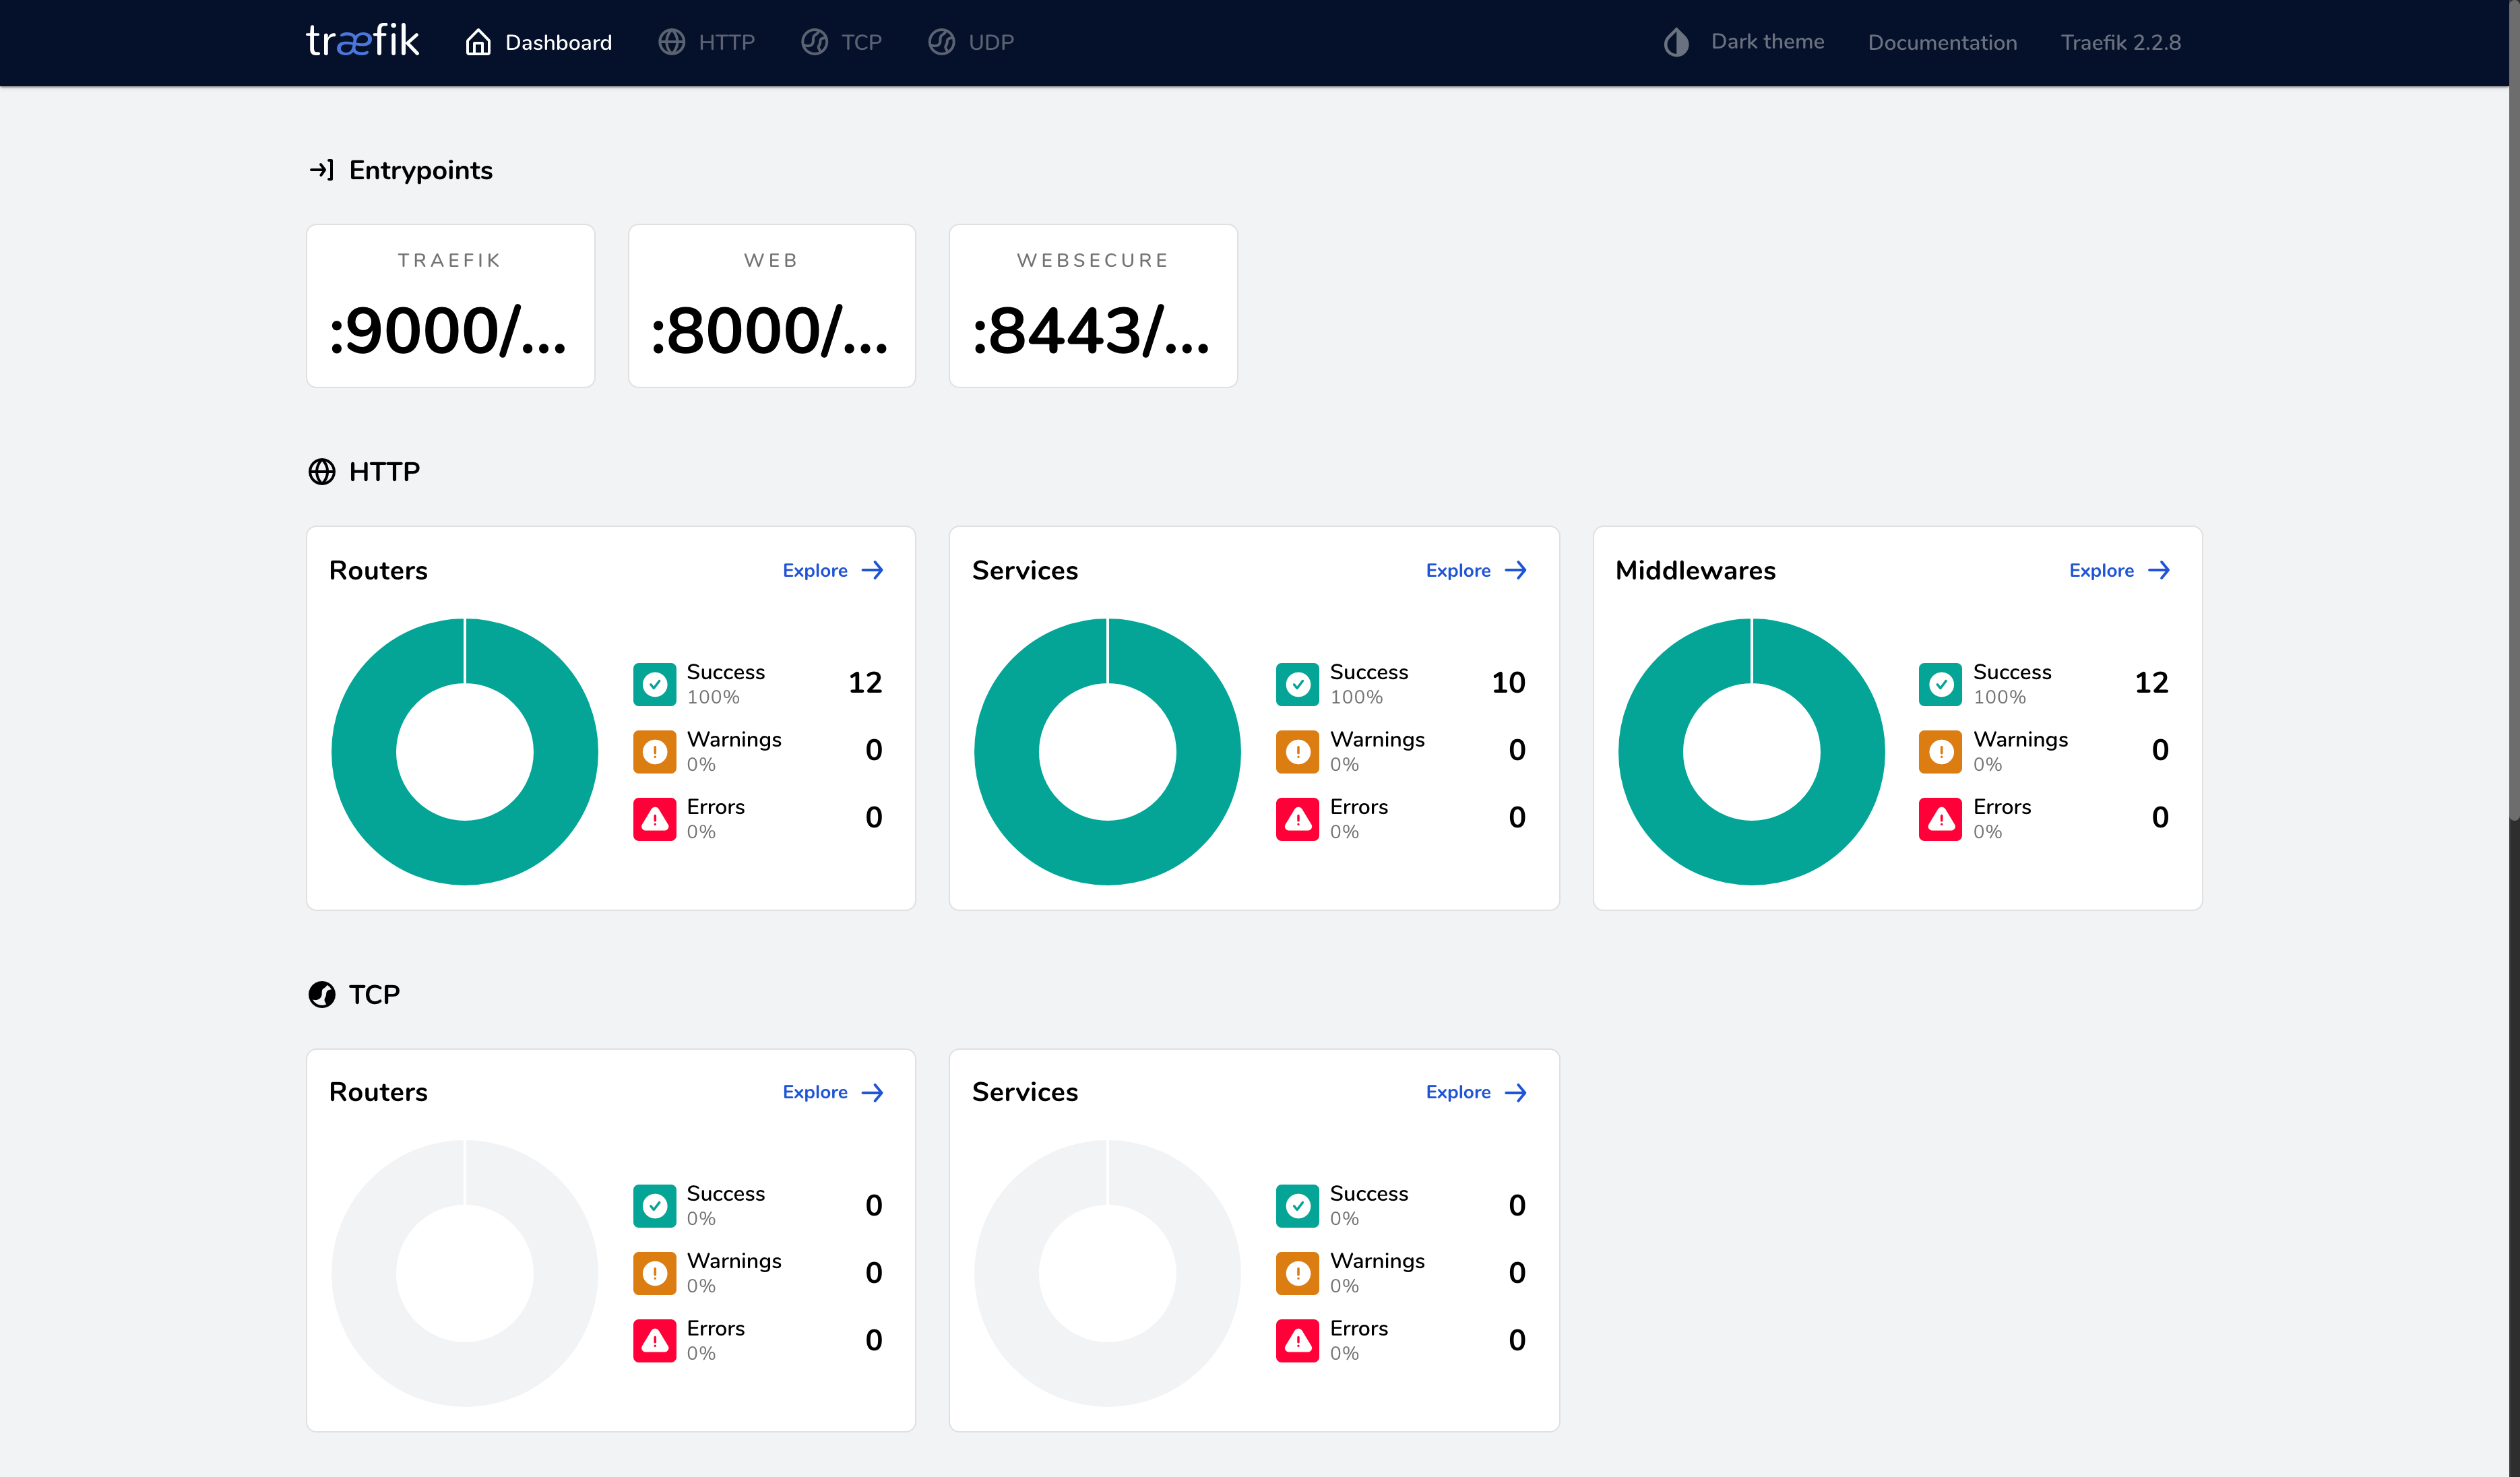 træfik Dashboard HTTP TCP UDP Dark theme Documentation Traefik 2.2.8
Entrypoints
TRAEFIK WEB WEBSECURE
:9000/... :8000/... :8443/...
HTTP
Routers Explore Services Explore Middlewares Explore
Success 12 Success 10 Success 12
100% 100% 100%
Warnings 0 Warnings 0 Warnings 0
0% 0% 0%
Errors 0 Errors 0 Errors 0
0% 0% 0%
TCP
Routers Explore Services Explore
Success 0 Success 0
0% 0%
Warnings 0 Warnings 0
0% 0%
Errors 0 Errors 0
0% 0%